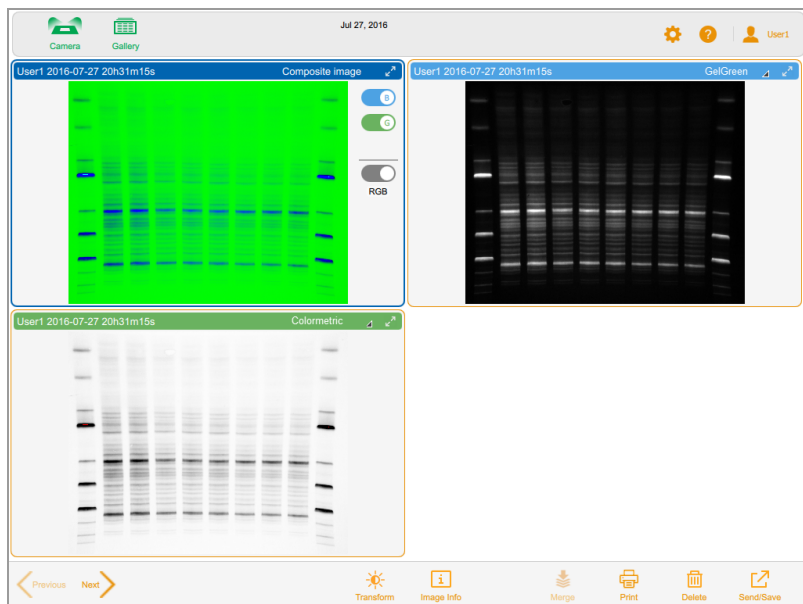 Jul 27, 2016
Camera
Gallery
User1
User1 2016-07-27 20h31m15s
Composite image
B
G
RGB
User1 2016-07-27 20h31m15s
GelGreen
User1 2016-07-27 20h31m15s
Colormetric
Previous
Next
Transform
Image Info
Merge
Print
Delete
Send/Save